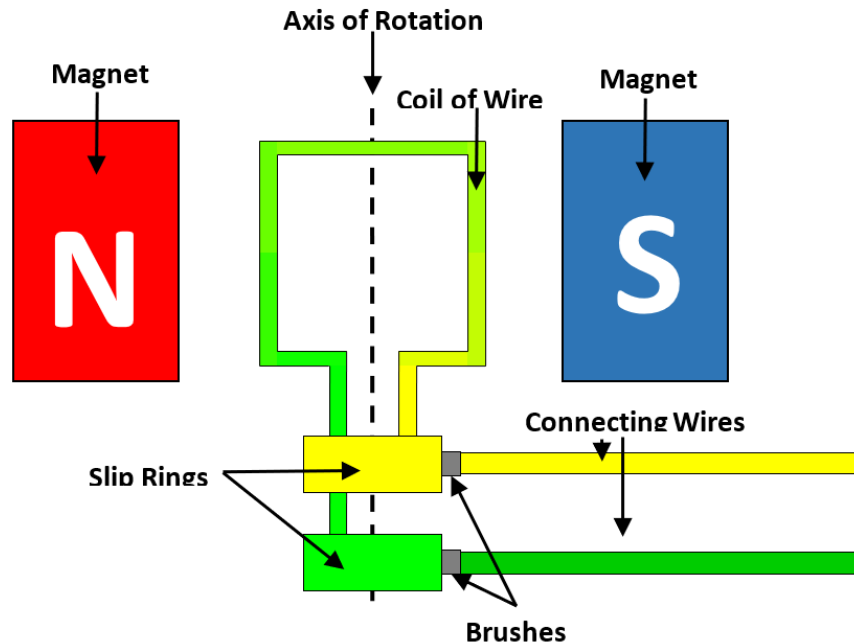 Axis of Rotation
Magnet
Magnet
Coil of Wire
N
S
Connecting Wires
Slip Rings
Brushes